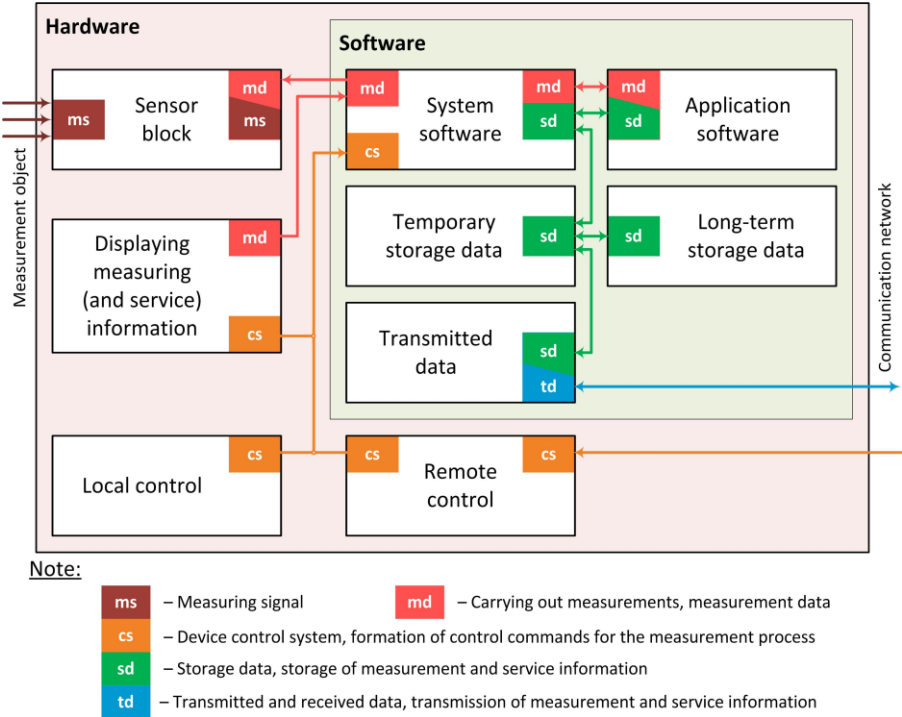 Hardware
Software
Measurement object
ms
Sensor
block
md
ms
md
cs
System
software
md
sd
md
sd
Application
software
Displaying
measuring
(and service)
information
md
cs
Temporary
storage data
sd
sd
Long-term
storage data
Transmitted
data
sd
td
Communication network
Local control
cs
cs
Remote
control
cs
Note:
ms – Measuring signal
md – Carrying out measurements, measurement data
cs – Device control system, formation of control commands for the measurement process
sd – Storage data, storage of measurement and service information
td – Transmitted and received data, transmission of measurement and service information